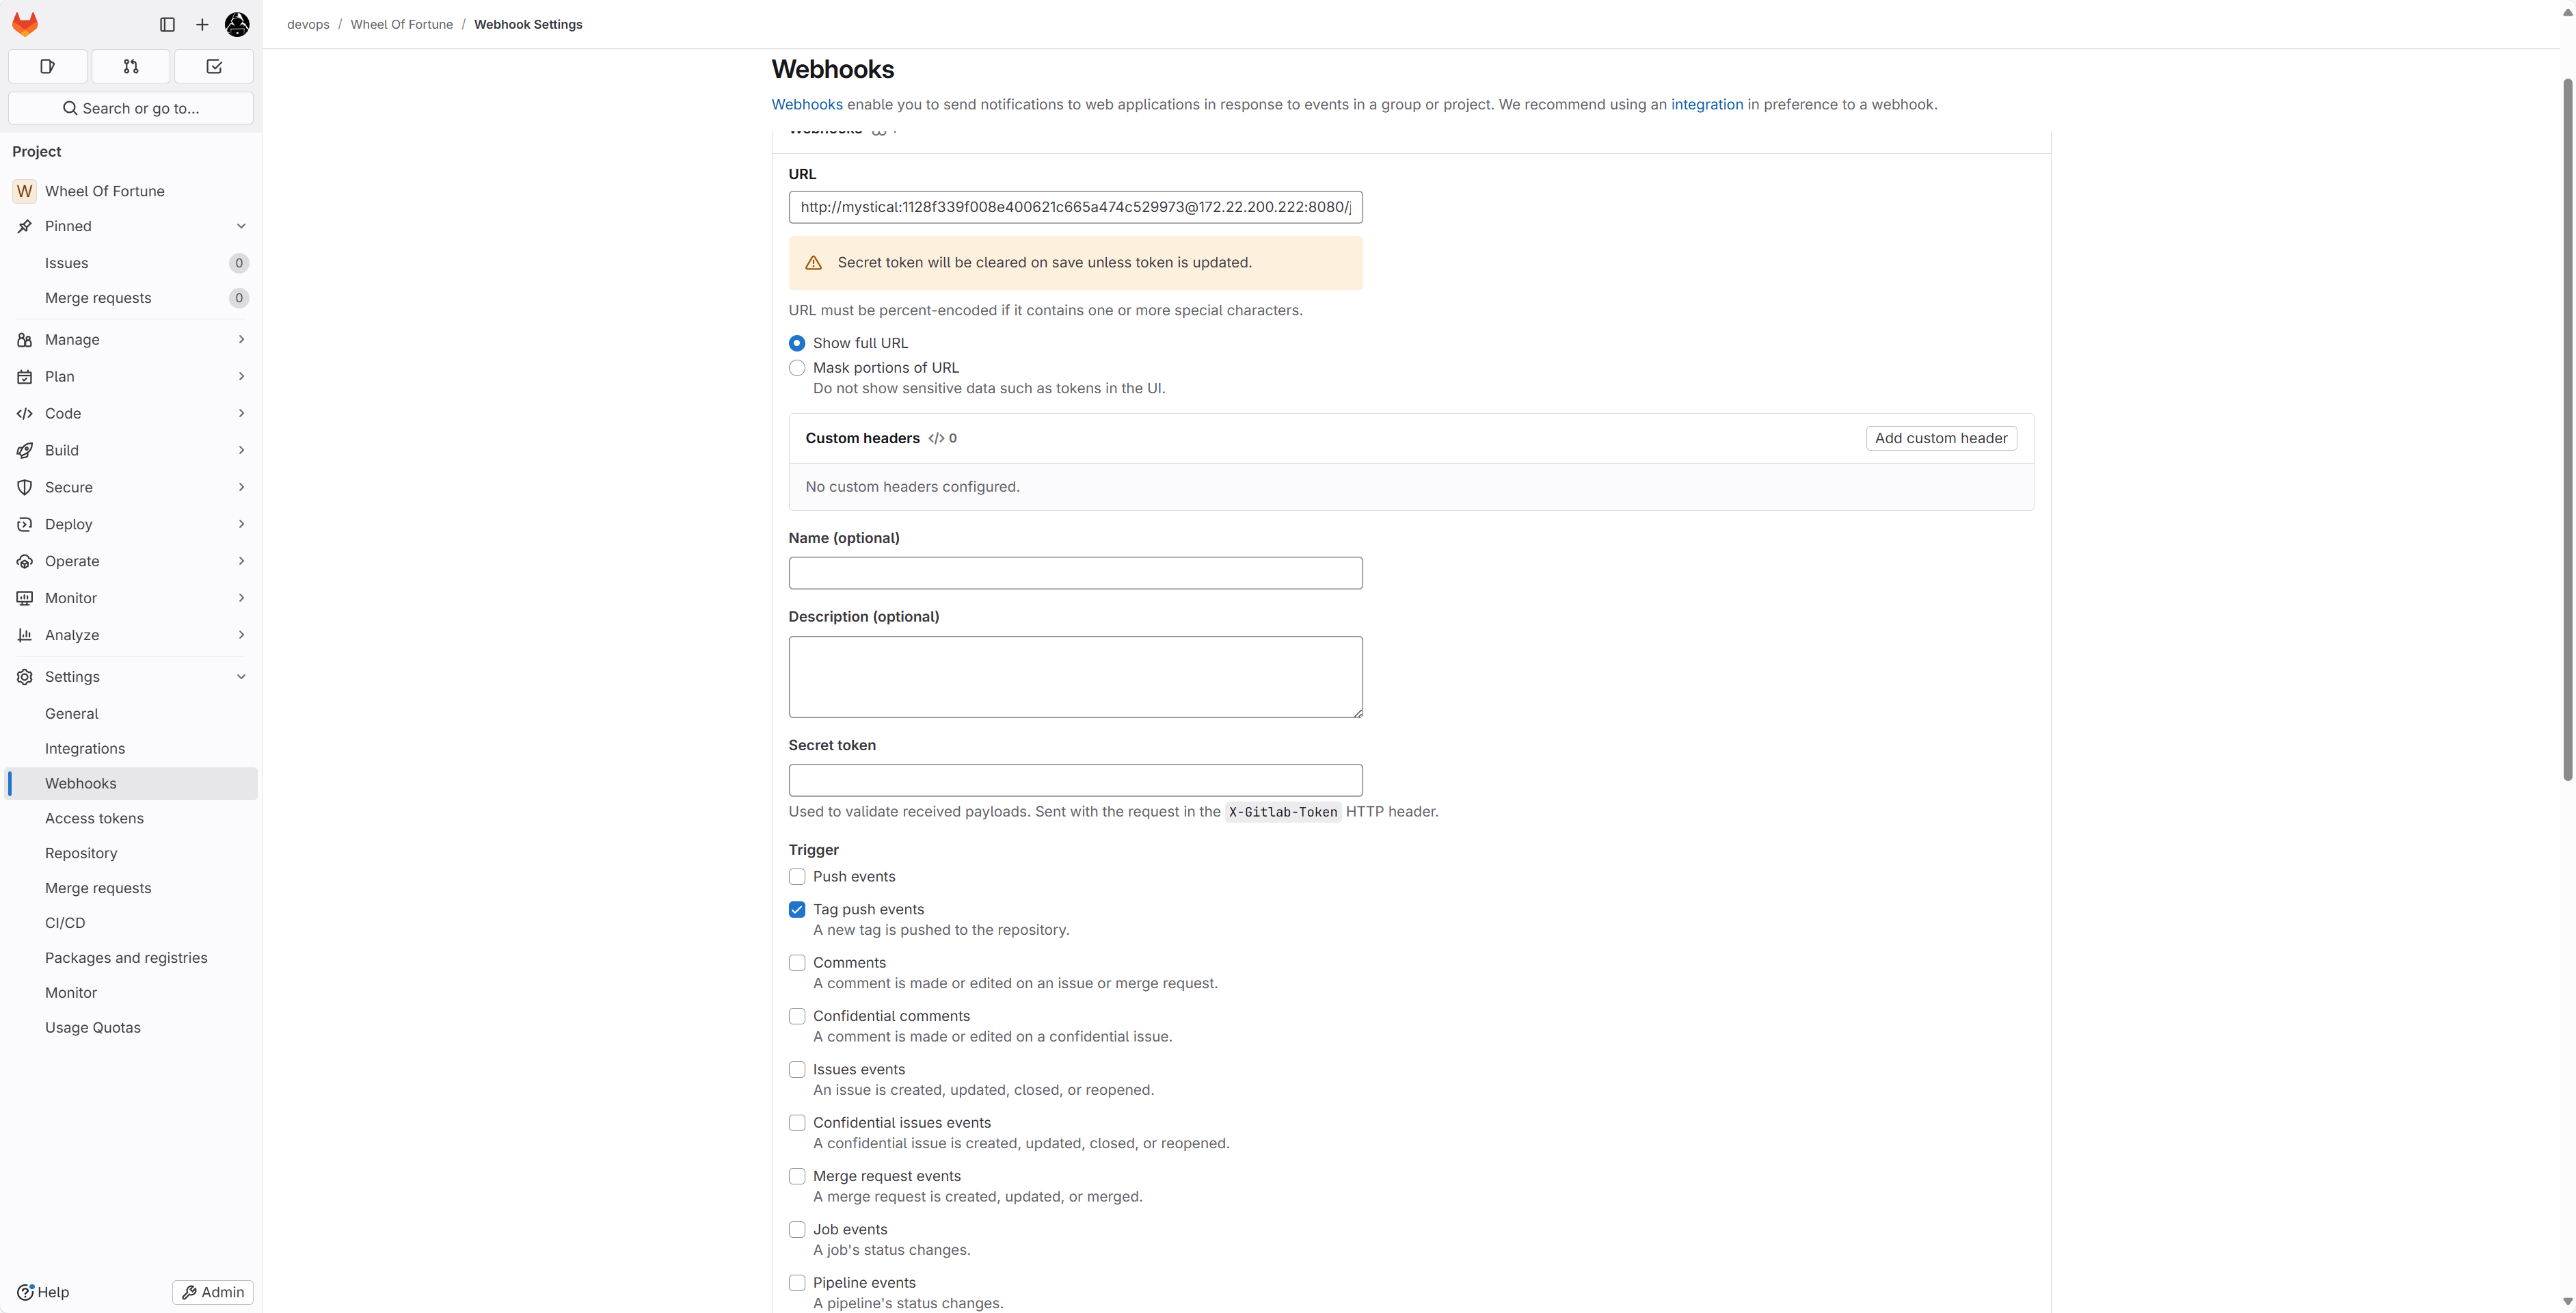 devops / Wheel Of Fortune / Webhook Settings
Search or go to...
Project
W Wheel Of Fortune
Pinned
Issues 0
Merge requests 0
Manage
Plan
Code
Build
Secure
Deploy
Operate
Monitor
Analyze
Settings
General
Integrations
Webhooks
Access tokens
Repository
Merge requests
CI/CD
Packages and registries
Monitor
Usage Quotas
Help
Admin
Webhooks
Webhooks enable you to send notifications to web applications in response to events in a group or project. We recommend using an integration in preference to a webhook.
Webhooks
URL
http://mystical:1128f339f008e400621c665a474c529973@172.22.200.222:8080/j
Secret token will be cleared on save unless token is updated.
URL must be percent-encoded if it contains one or more special characters.
Show full URL
Mask portions of URL
Do not show sensitive data such as tokens in the UI.
Custom headers </> 0
Add custom header
No custom headers configured.
Name (optional)
Description (optional)
Secret token
Used to validate received payloads. Sent with the request in the X-Gitlab-Token HTTP header.
Trigger
Push events
Tag push events
A new tag is pushed to the repository.
Comments
A comment is made or edited on an issue or merge request.
Confidential comments
A comment is made or edited on a confidential issue.
Issues events
An issue is created, updated, closed, or reopened.
Confidential issues events
A confidential issue is created, updated, closed, or reopened.
Merge request events
A merge request is created, updated, or merged.
Job events
A job's status changes.
Pipeline events
A pipeline's status changes.